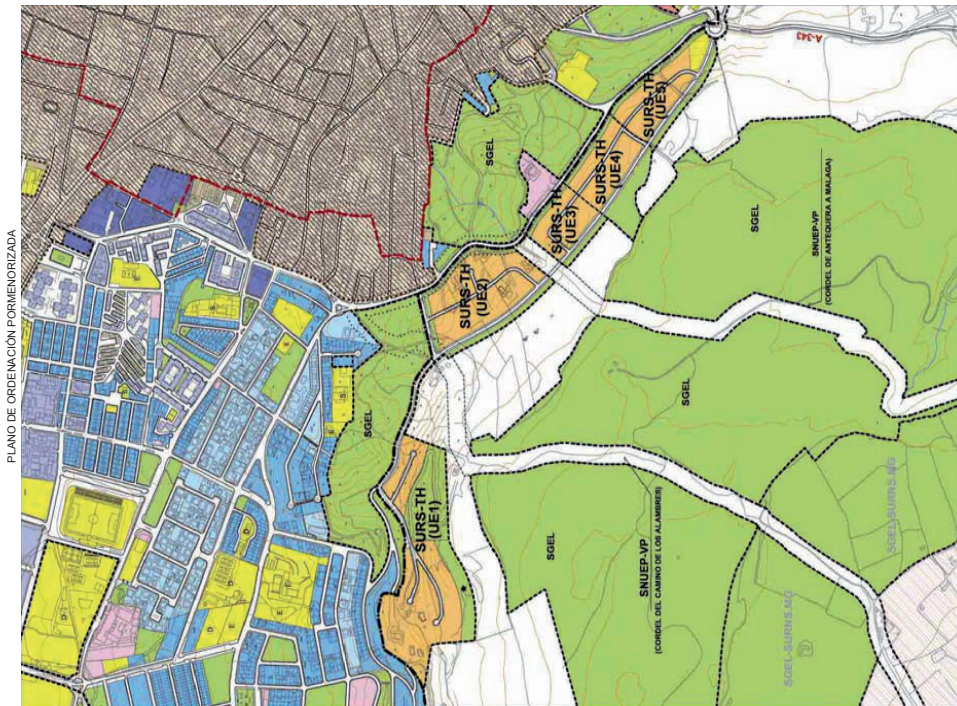 PLANO DE ORDENACIÓN PORMENORIZADA
A-343
SGEL
SURS-TH
(UE5)
SURS-TH
(UE4)
SURS-TH
(UE3)
SURS-TH
(UE2)
SGEL
SNUEP-VP
(CORDEL DE ANTEQUERA A MALAGA)
SGEL
SGEL
SURS-TH
(UE1)
SGEL
SNUEP-VP
(CORDEL DEL CAMINO DE LOS ALAMBRES)
SGEL-SURNS.MG
SGEL-SURNS.MG
S
E
D
E
D
E
D